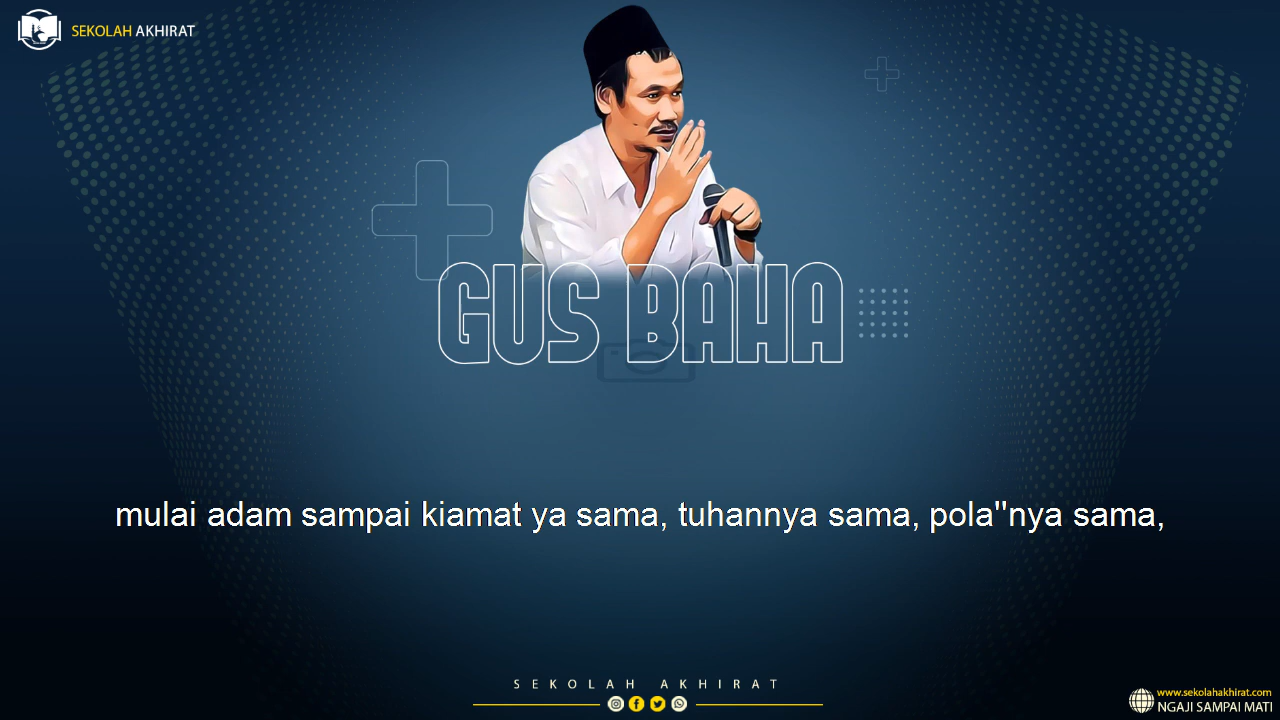 SEKOLAH AKHIRAT
GUS BAHA
mulai adam sampai kiamat ya sama, tuhannya sama, pola"nya sama,
SEKOLAH AKHIRAT
www.sekolahakhirat.com
NGAJI SAMPAI MATI